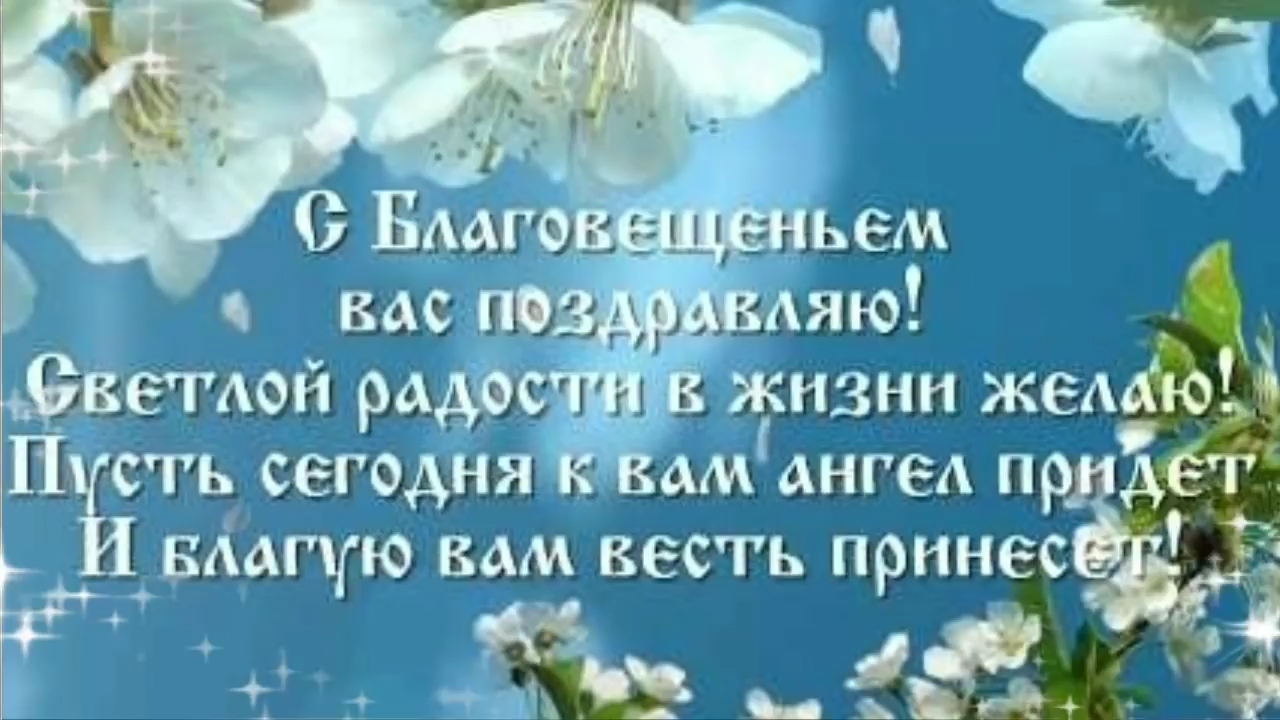 С Благовещеньем
вас поздравляю!
Светлой радости в жизни желаю!
Пусть сегодня к вам ангел придет
И благую вам весть принесет!